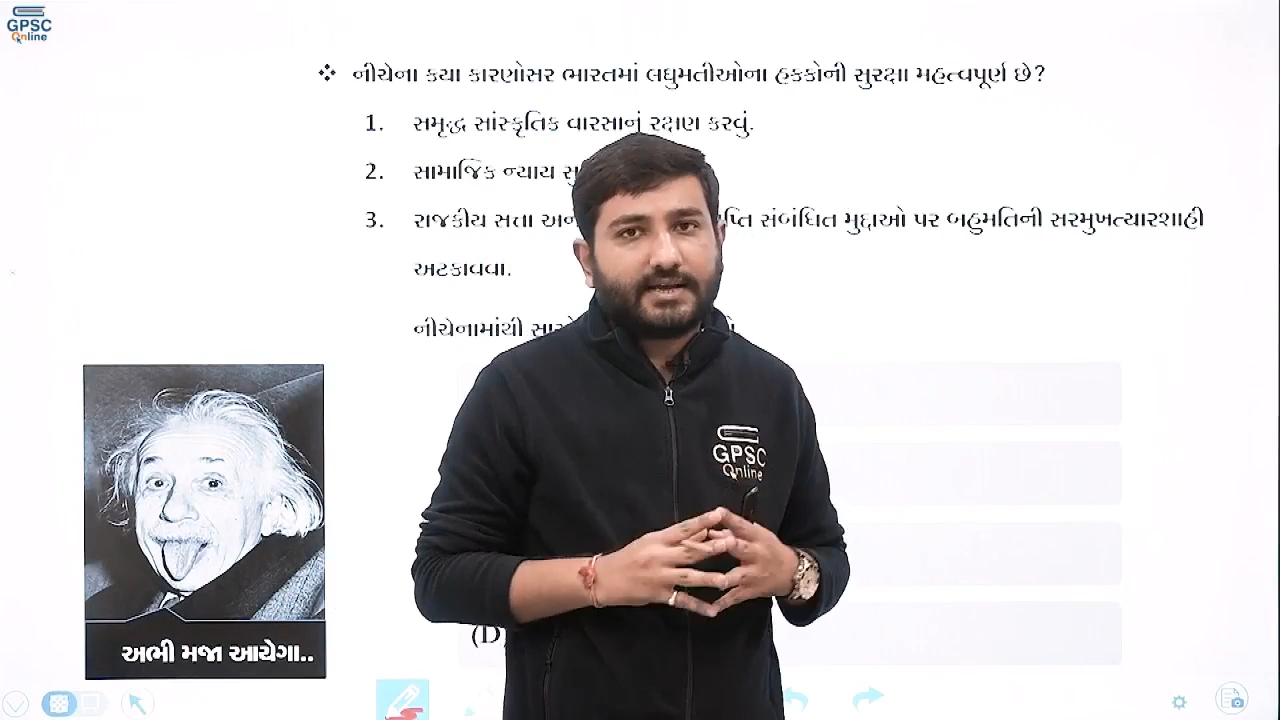 GPSC
Online
❖ નીચેના કયા કારણોસર ભારતમાં લઘુમતીઓના હકકોની સુરક્ષા મહત્વપૂર્ણ છે?
1. સમૃદ્ધ સાંસ્કૃતિક વારસાનું રક્ષણ કરવું.
2. સામાજિક ન્યાય
3. રાજકીય સત્તા સંબંધિત મુદ્દાઓ પર બહુમતિની સરમુખત્યારશાહી
અટકાવવા.
નીચેનામાંથી
GPSC
Online
(D
અભી મજા આયેગા..